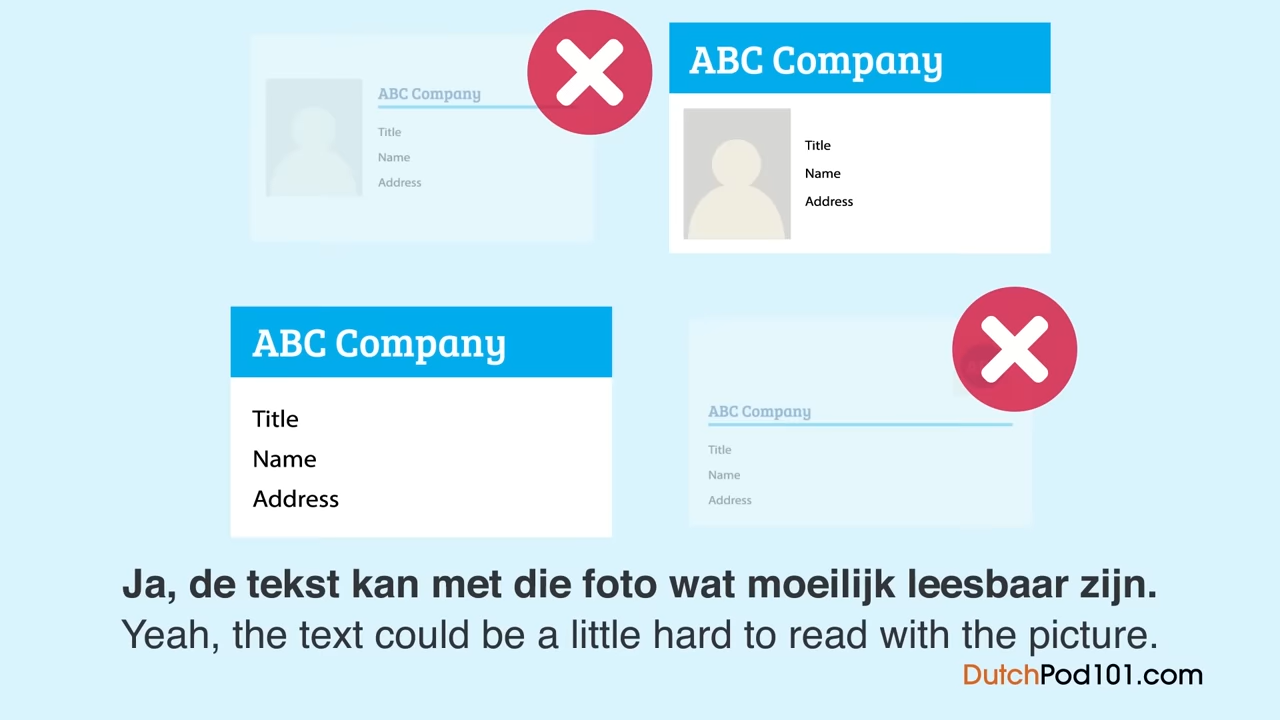 ABC Company
Title
Name
Address
ABC Company
Title
Name
Address
ABC Company
Title
Name
Address
ABC Company
Title
Name
Address
Ja, de tekst kan met die foto wat moeilijk leesbaar zijn.
Yeah, the text could be a little hard to read with the picture.
DutchPod101.com